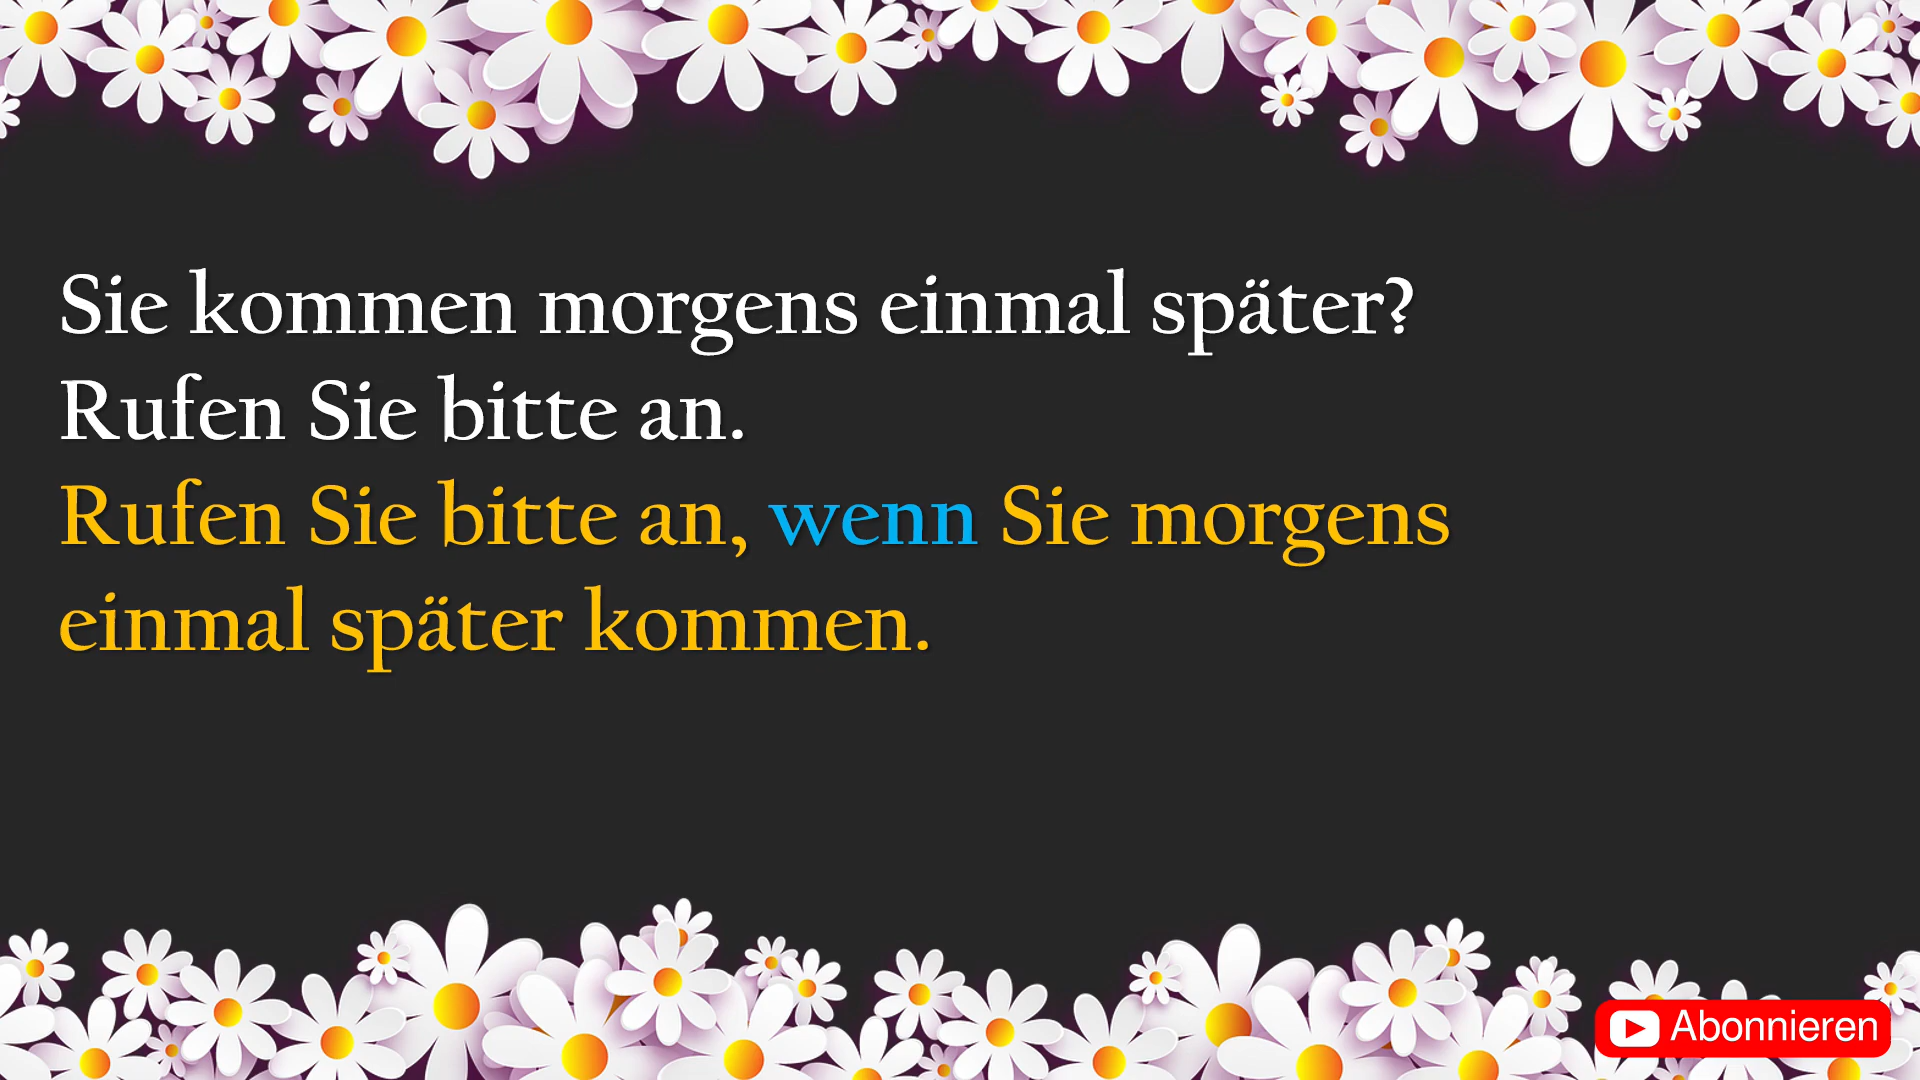 Sie kommen morgens einmal später?
Rufen Sie bitte an.
Rufen Sie bitte an, wenn Sie morgens
einmal später kommen.
Abonnieren